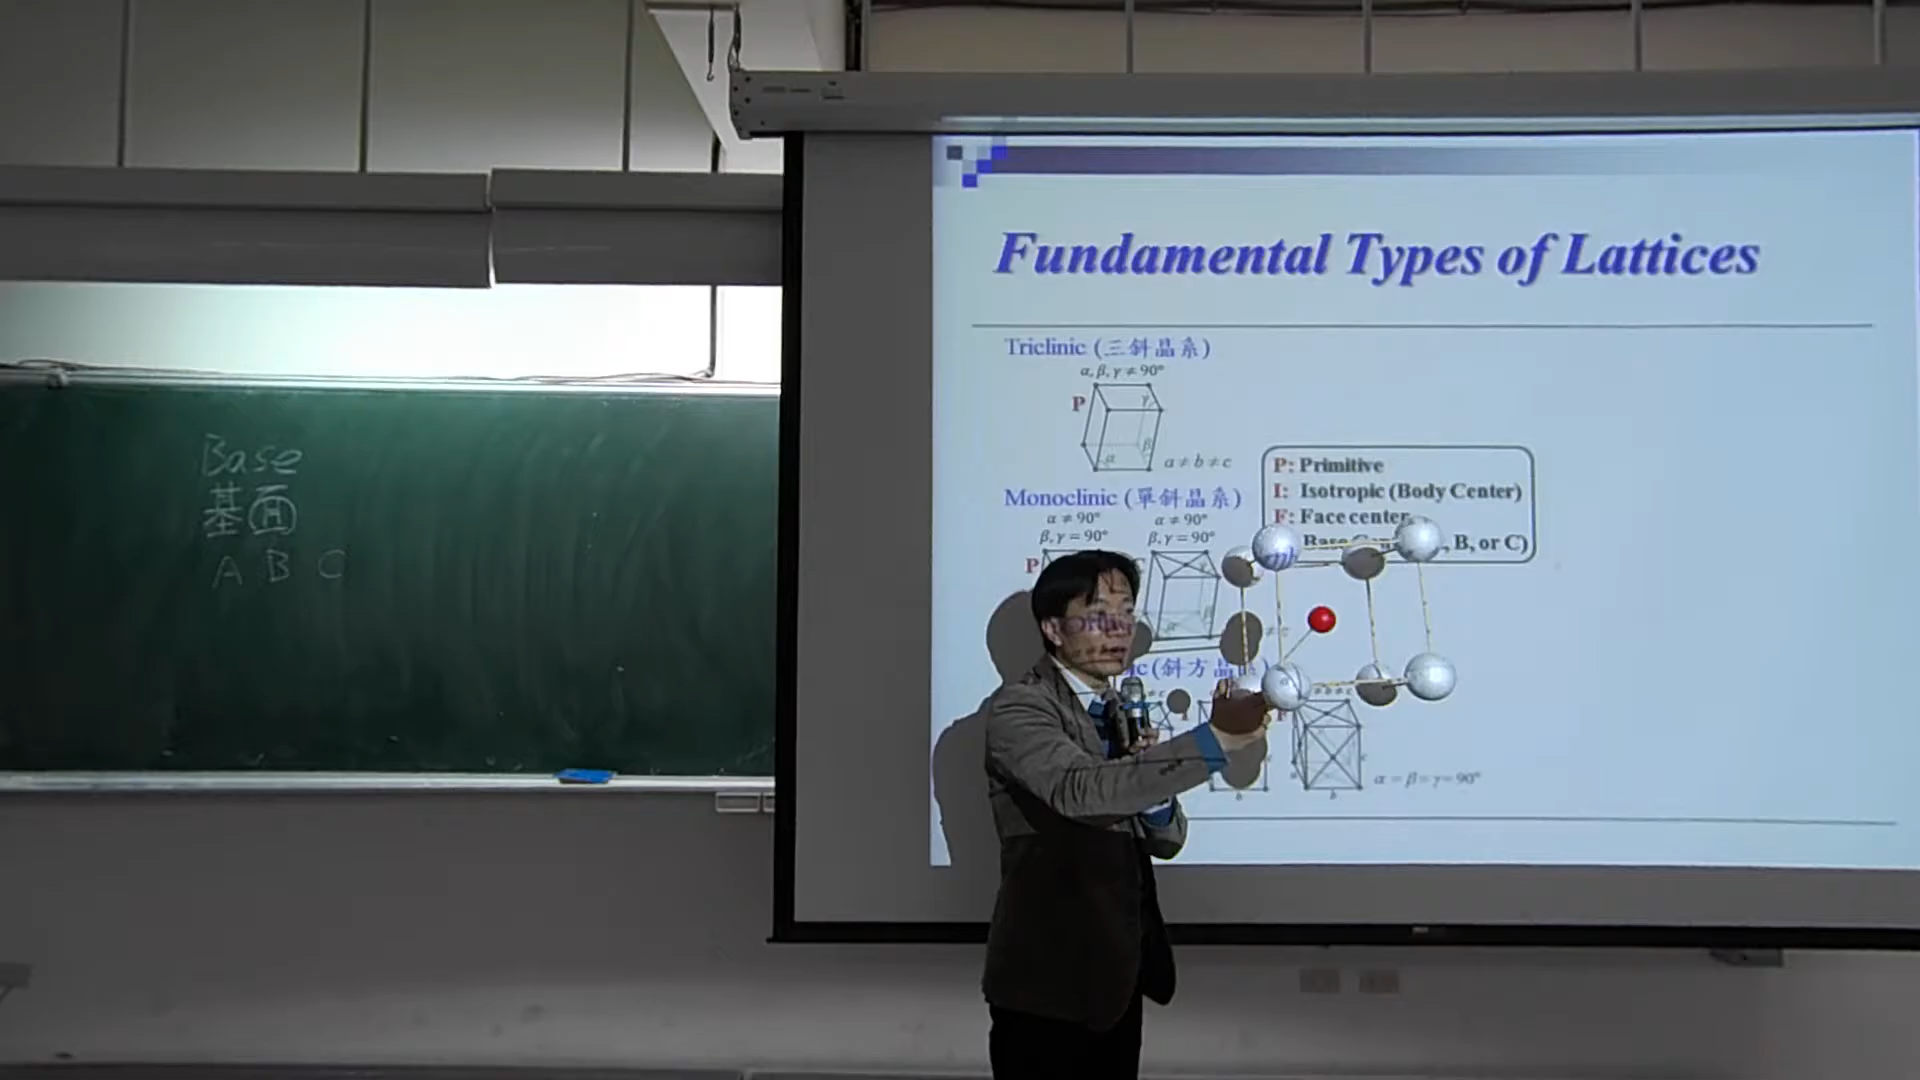 Base
基面
A B C
Fundamental Types of Lattices
Triclinic (三斜晶系)
α, β, γ ≠ 90°
P
γ
β
α
a ≠ b ≠ c
P: Primitive
I: Isotropic (Body Center)
F: Face center
Base , B, or C)
Monoclinic (單斜晶系)
α ≠ 90° α ≠ 90°
β, γ = 90° β, γ = 90°
P
(斜方晶
b b
α = β = γ = 90°